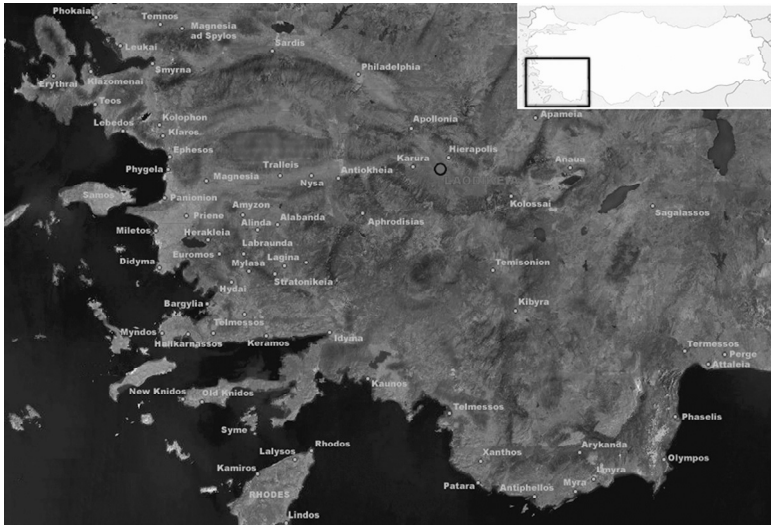 Phokaia
Temnos
Magnesia
ad Spylos
Leukai
Sardis
Smyrna
Philadelphia
Erythrai
Klazomenai
Teos
Lebedos
Kolophon
Klaros
Apollonia
Apameia
Ephesos
Hierapolis
Karura
Anaua
Phygela
Tralleis
Magnesia
Nysa
Antiokheia
Samos
Panionion
Kolossai
Priene
Amyzon
Alinda
Alabanda
Aphrodisias
Sagalassos
Miletos
Herakleia
Labraunda
Euromos
Lagina
Didyma
Mylasa
Temisonion
Stratonikeia
Hydai
Bargylia
Kibyra
Telmessos
Myndos
Halikarnassos
Keramos
Idyma
Termessos
Perge
Attaleia
Kaunos
New Knidos
Old Knidos
Telmessos
Phaselis
Syme
Rhodos
Arykanda
Ialysos
Xanthos
Olympos
Kamiros
Limyra
Patara
Antiphellos
Myra
RHODES
Lindos